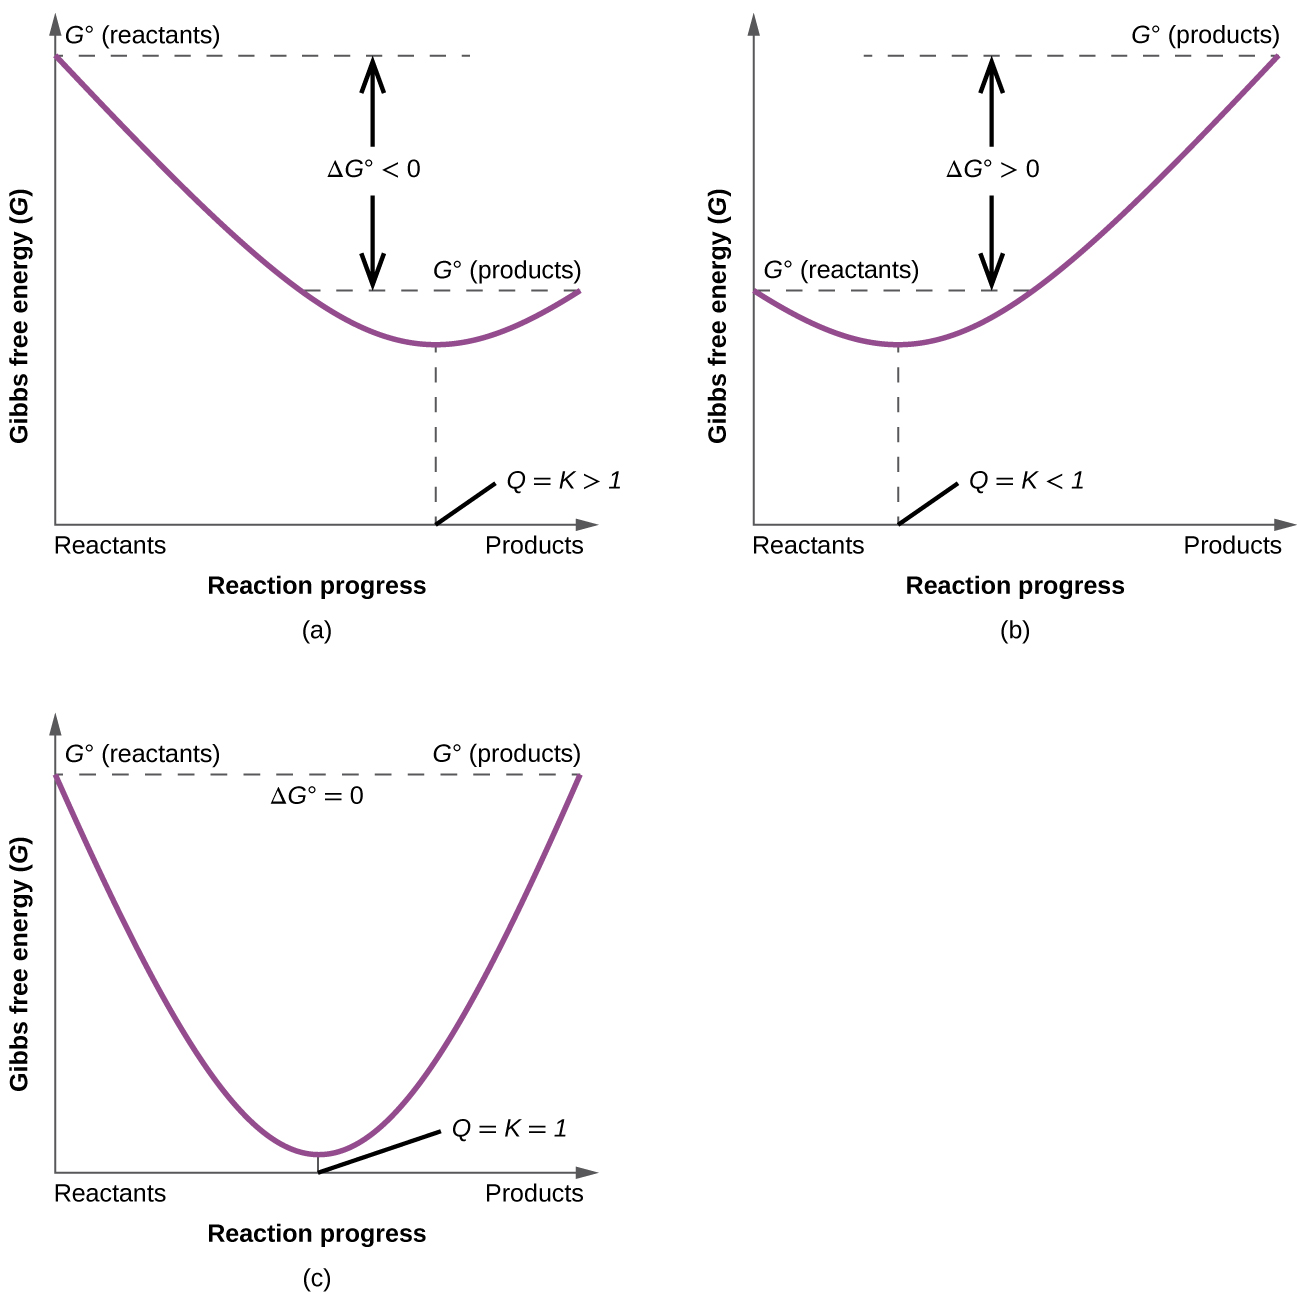 G° (reactants)
ΔG° < 0
G° (products)
Gibbs free energy (G)
Q = K > 1
Reactants
Products
Reaction progress
(a)
G° (products)
ΔG° > 0
G° (reactants)
Gibbs free energy (G)
Q = K < 1
Reactants
Products
Reaction progress
(b)
G° (reactants)
G° (products)
ΔG° = 0
Gibbs free energy (G)
Q = K = 1
Reactants
Products
Reaction progress
(c)